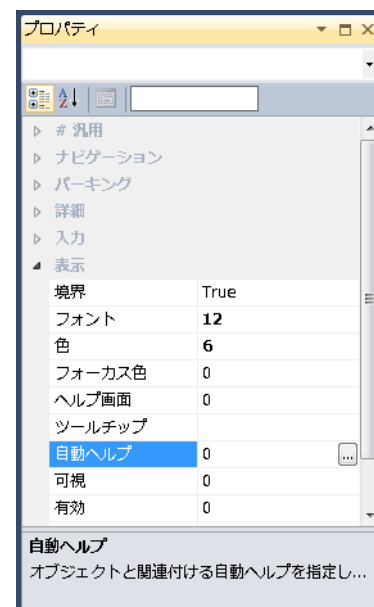 プロパティ
# 汎用
ナビゲーション
パーキング
詳細
入力
表示
境界 True
フォント 12
色 6
フォーカス色 0
ヘルプ画面 0
ツールチップ
自動ヘルプ 0 ...
可視 0
有効 0
自動ヘルプ
オブジェクトと関連付ける自動ヘルプを指定し...